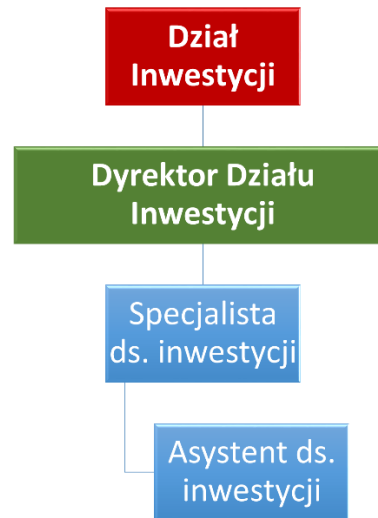 Dział
Inwestycji
Dyrektor Działu
Inwestycji
Specjalista
ds. inwestycji
Asystent ds.
inwestycji